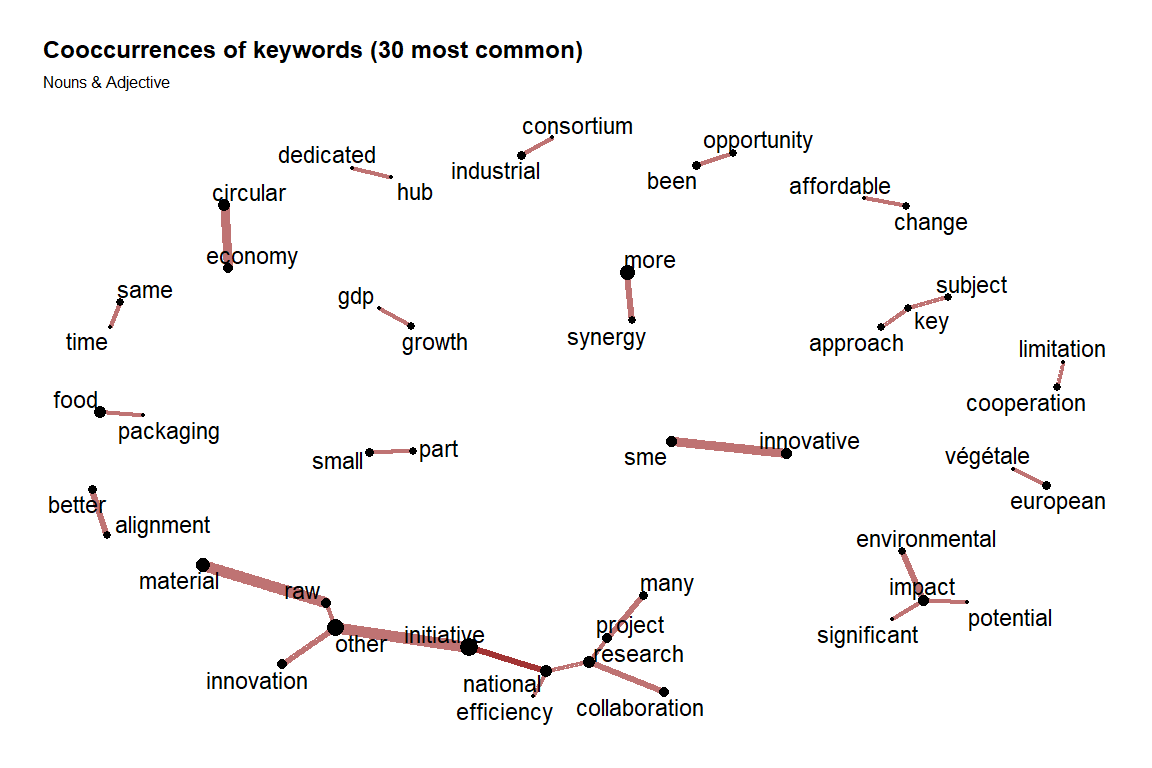 Cooccurrences of keywords (30 most common)
Nouns & Adjective
consortium
opportunity
dedicated
industrial
been
hub
circular
affordable
change
economy
more
same
gdp
subject
key
time
growth
synergy
approach
limitation
food
cooperation
packaging
small
part
sme
innovative
végétale
european
better
alignment
environmental
material
raw
many
impact
potential
project
significant
other
initiative
research
innovation
national
efficiency
collaboration